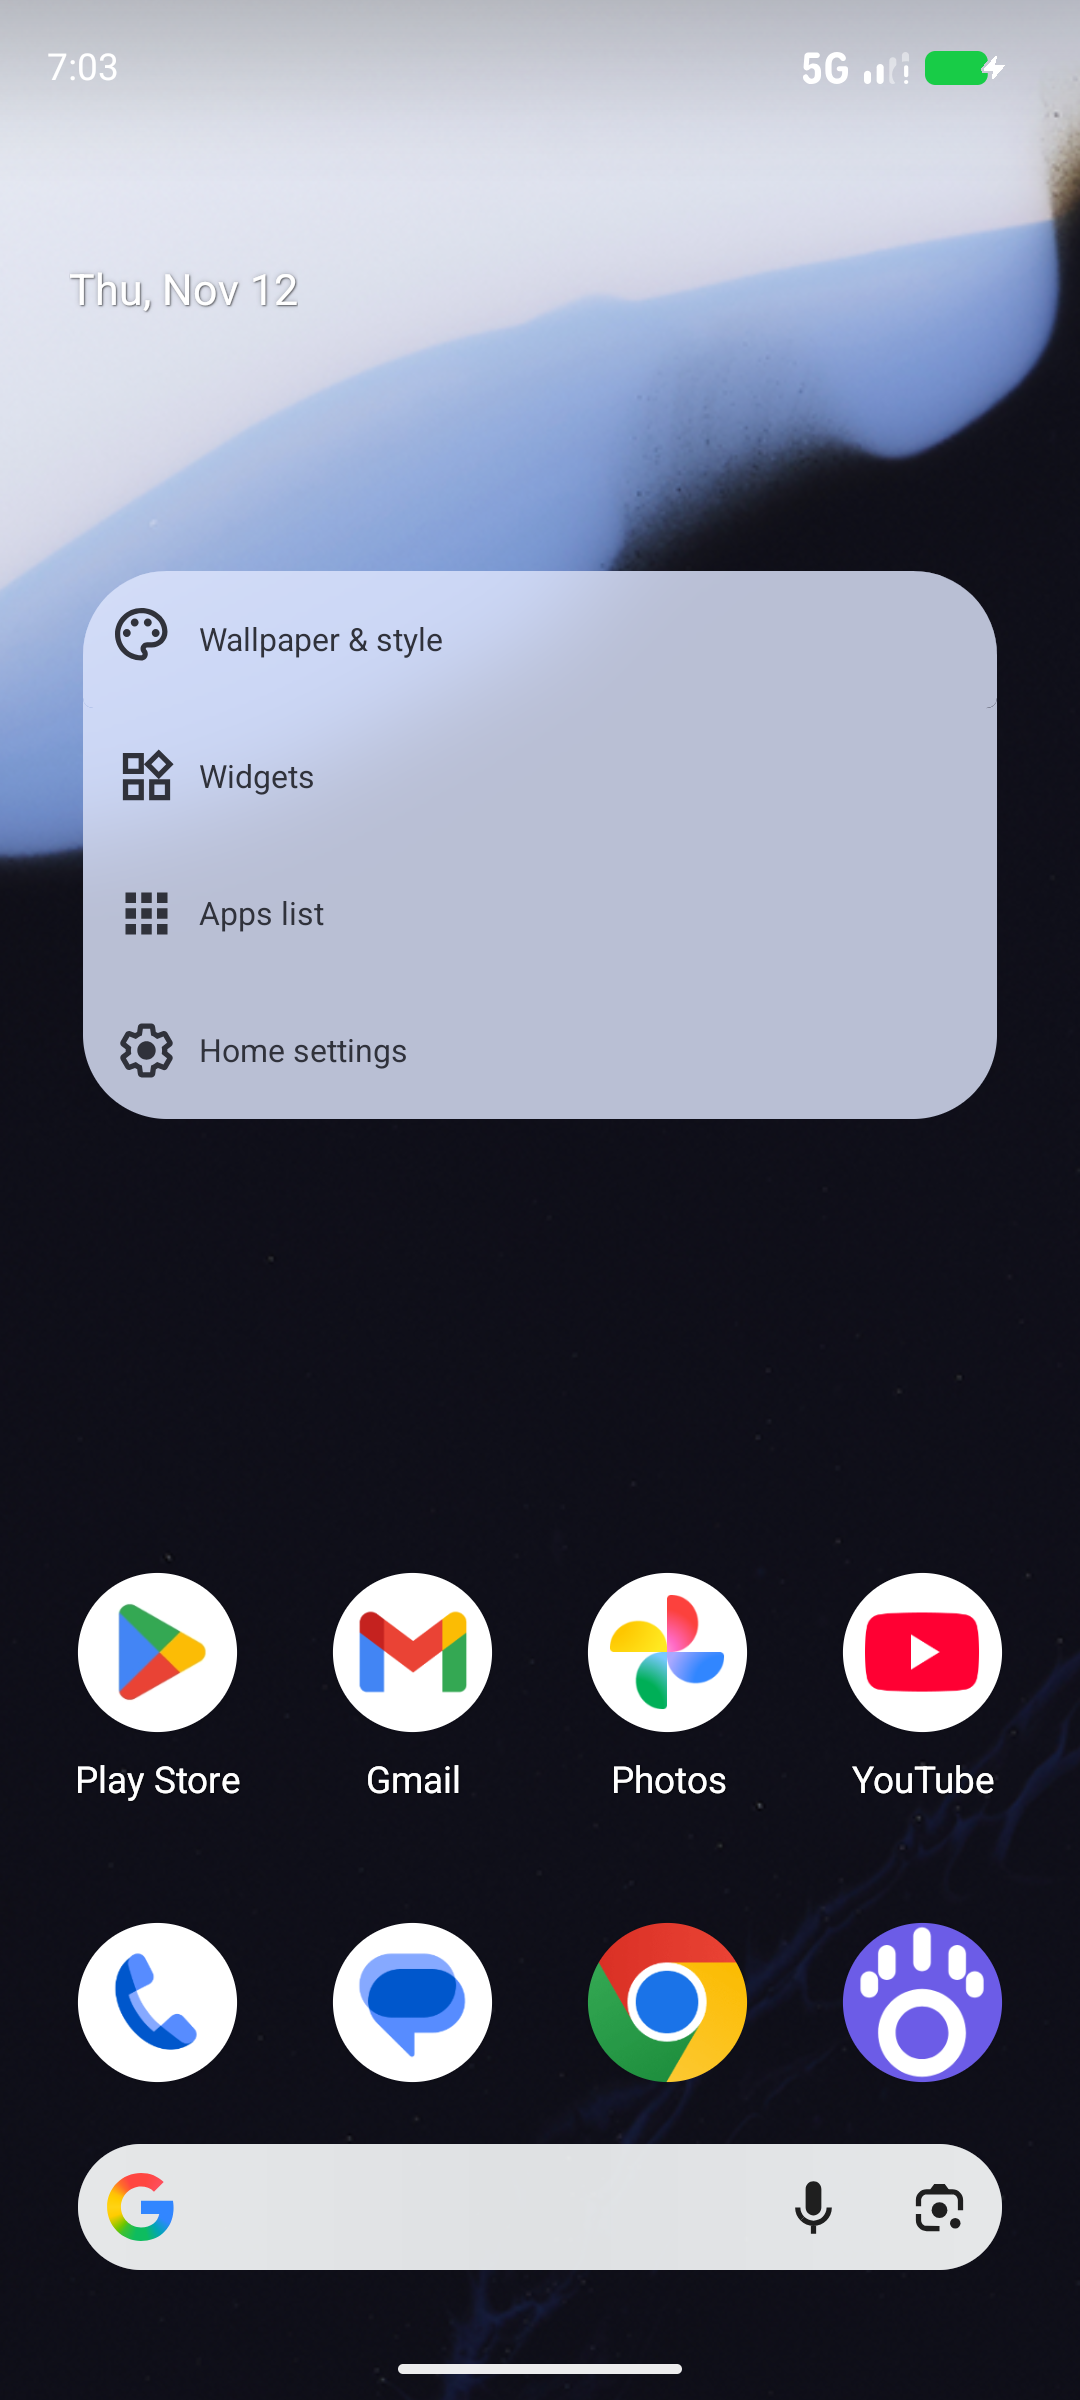 7:03
5G
Thu, Nov 12
Wallpaper & style
Widgets
Apps list
Home settings
Play Store
Gmail
Photos
YouTube